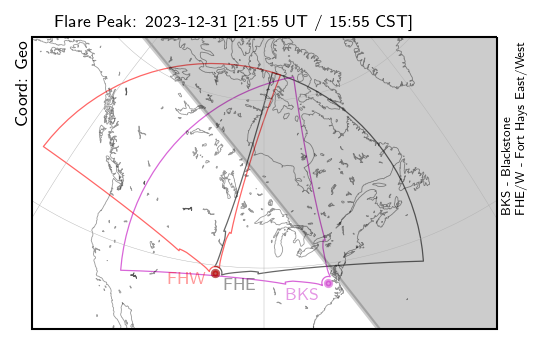 Flare Peak: 2023-12-31 [21:55 UT / 15:55 CST]
Coord: Geo
BKS - Blackstone
FHE/W - Fort Hays East/West
FHW
FHE
BKS